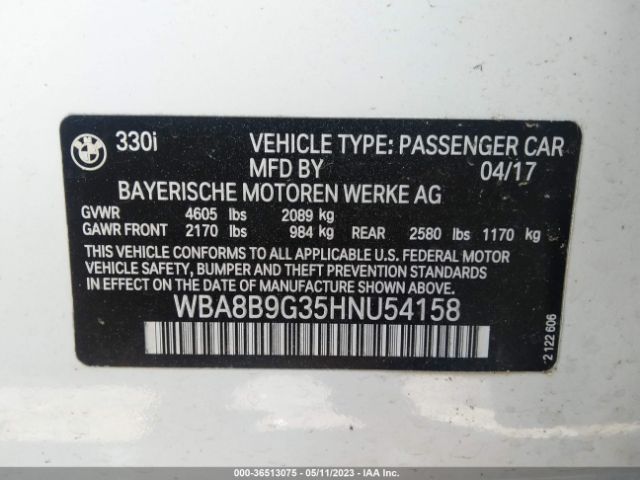 330i VEHICLE TYPE: PASSENGER CAR
MFD BY 04/17
BAYERISCHE MOTOREN WERKE AG
GVWR 4605 lbs 2089 kg
GAWR FRONT 2170 lbs 984 kg REAR 2580 lbs 1170 kg
THIS VEHICLE CONFORMS TO ALL APPLICABLE U.S. FEDERAL MOTOR
VEHICLE SAFETY, BUMPER AND THEFT PREVENTION STANDARDS
IN EFFECT ON THE DATE OF MANUFACTURE SHOWN ABOVE.
WBA8B9G35HNU54158
2 122 606
000-36513075 - 05/11/2023 - IAA Inc.